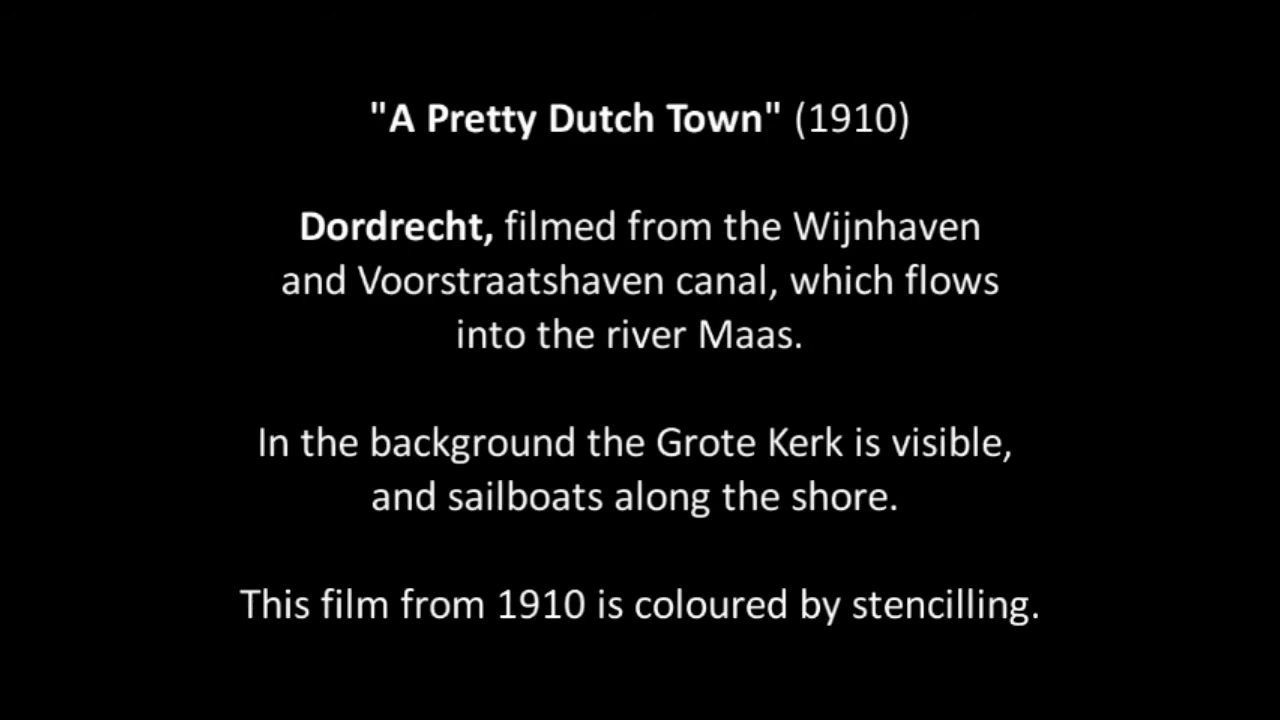 "A Pretty Dutch Town" (1910)
Dordrecht, filmed from the Wijnhaven
and Voorstraatshaven canal, which flows
into the river Maas.
In the background the Grote Kerk is visible,
and sailboats along the shore.
This film from 1910 is coloured by stencilling.